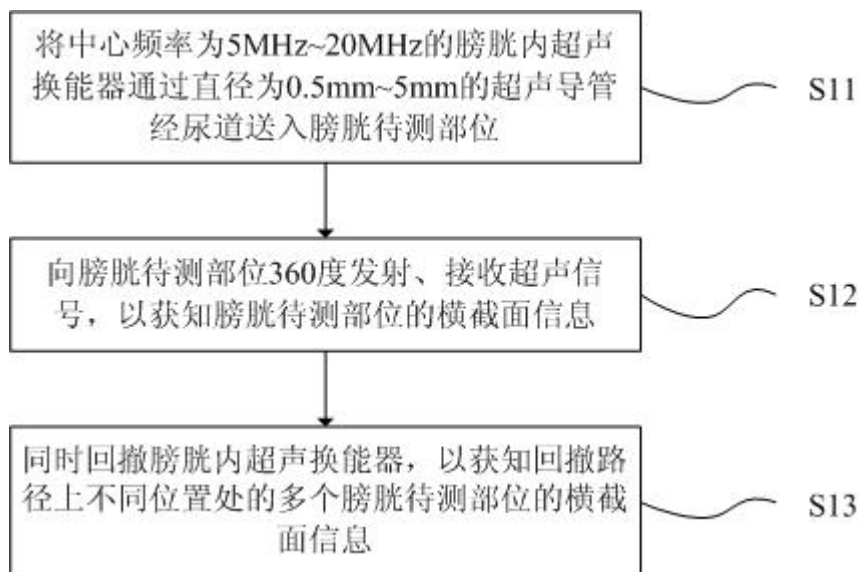 将中心频率为5MHz~20MHz的膀胱内超声
换能器通过直径为0.5mm~5mm的超声导管
经尿道送入膀胱待测部位
S11
向膀胱待测部位360度发射、接收超声信
号，以获知膀胱待测部位的横截面信息
S12
同时回撤膀胱内超声换能器，以获知回撤路
径上不同位置处的多个膀胱待测部位的横截
面信息
S13